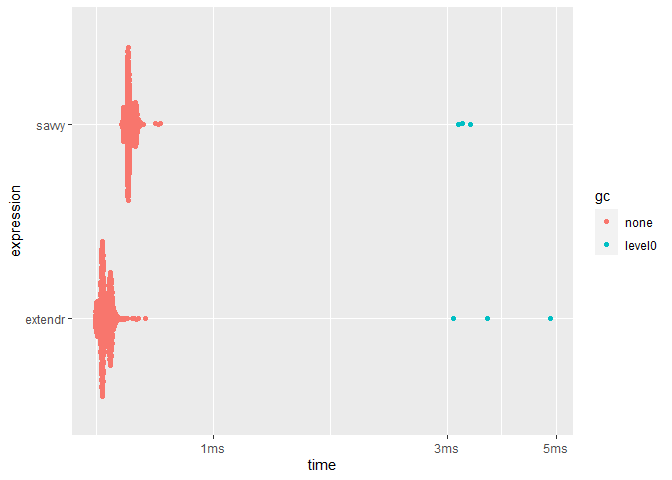 savvy
extendr
expression
1ms
3ms
5ms
time
gc
none
level0